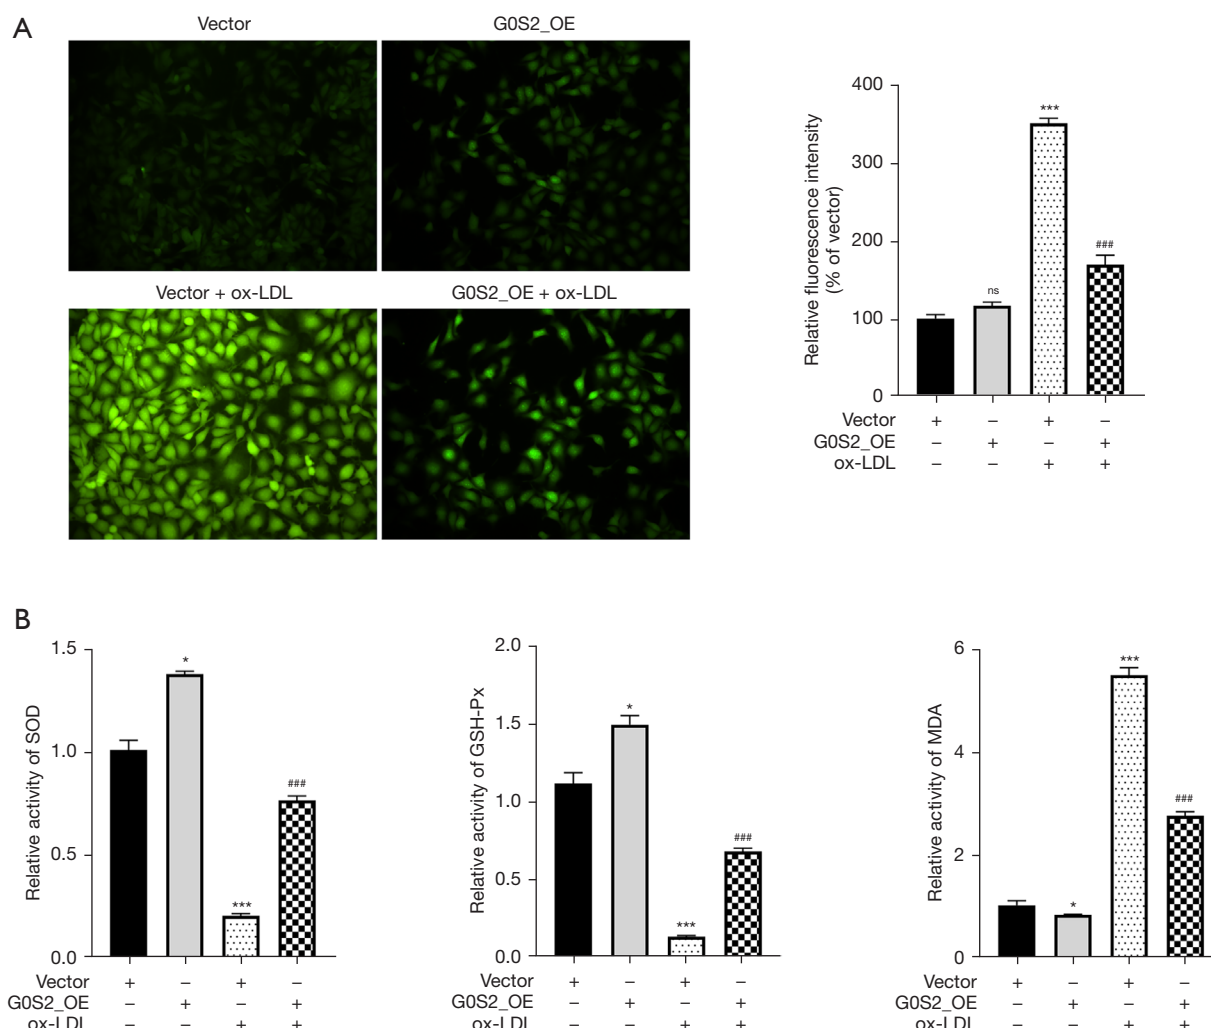 A
Vector
G0S2_OE
Vector + ox-LDL
G0S2_OE + ox-LDL
Relative fluorescence intensity
(% of vector)
400
300
200
100
0
ns
***
###
Vector + – + –
G0S2_OE – + – +
ox-LDL – – + +
B
Relative activity of SOD
1.5
1.0
0.5
0.0
*
***
###
Vector + – + –
G0S2_OE – + – +
ox-LDL – – + +
Relative activity of GSH-Px
2.0
1.5
1.0
0.5
0.0
*
***
###
Vector + – + –
G0S2_OE – + – +
ox-LDL – – + +
Relative activity of MDA
6
4
2
0
*
***
###
Vector + – + –
G0S2_OE – + – +
ox-LDL – – + +